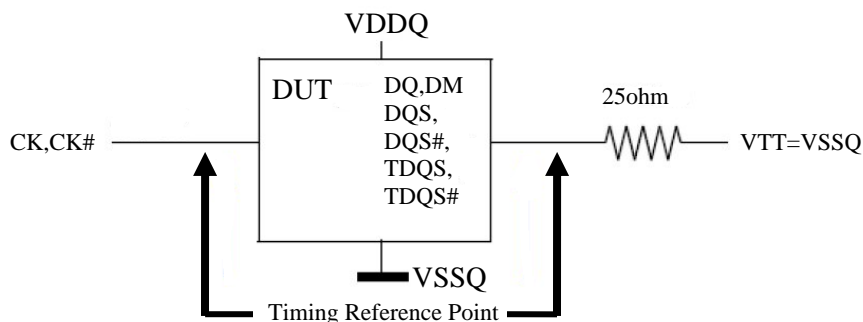 VDDQ
DUT
DQ,DM
DQS,
DQS#,
TDQS,
TDQS#
CK,CK#
25ohm
VTT=VSSQ
VSSQ
Timing Reference Point